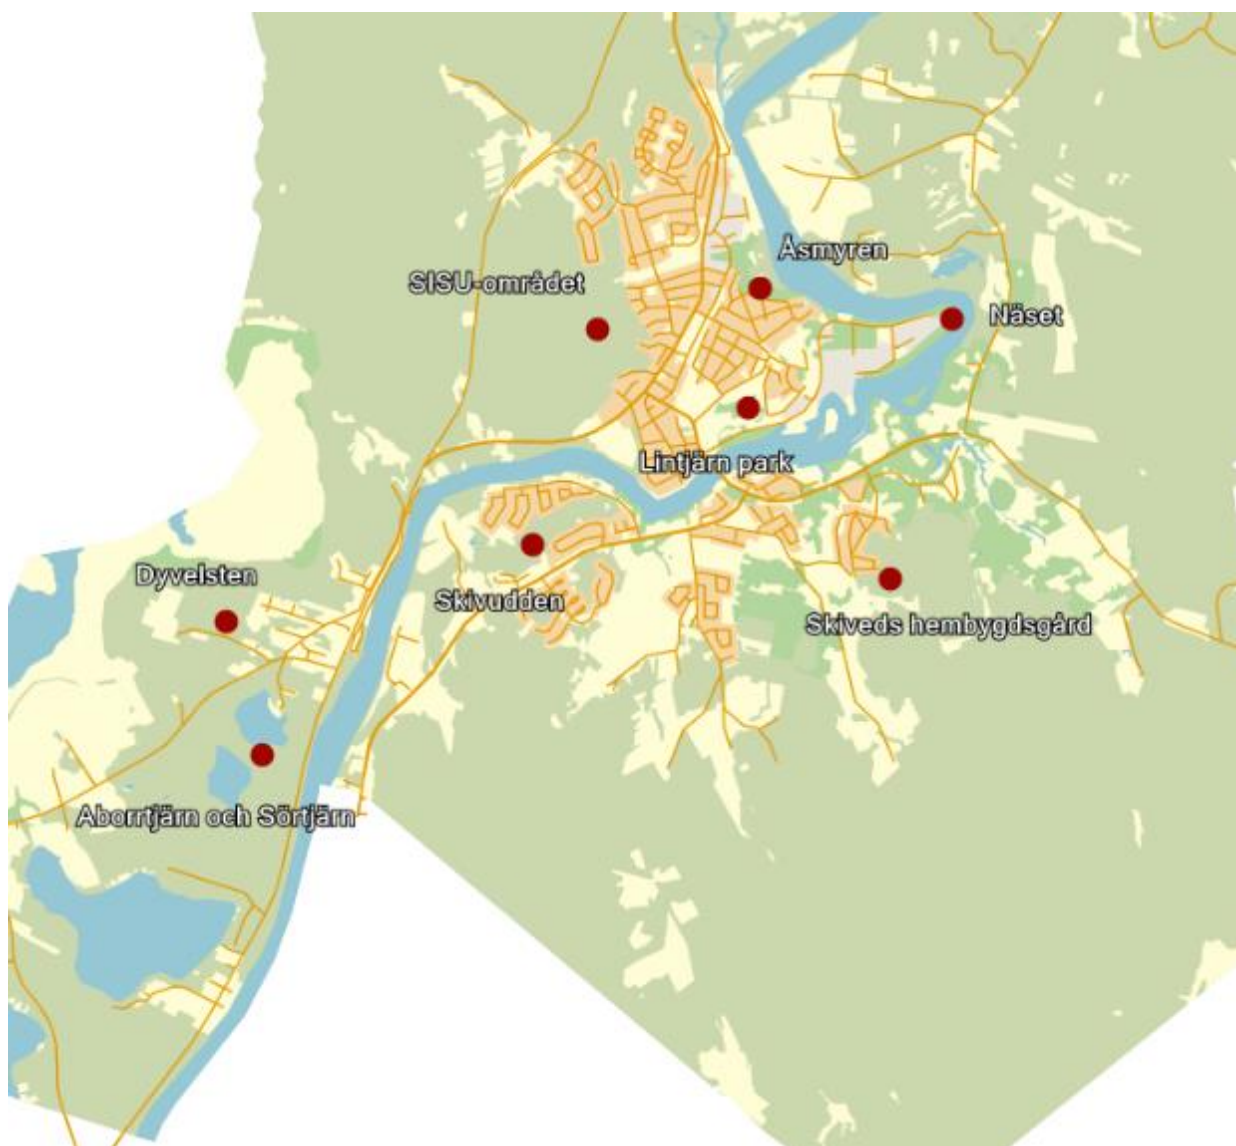 Åsmyren
SISU-området
Näset
Lintjärn park
Dyvelsten
Skivudden
Skiveds hembygdsgård
Aborrtjärn och Sörtjärn